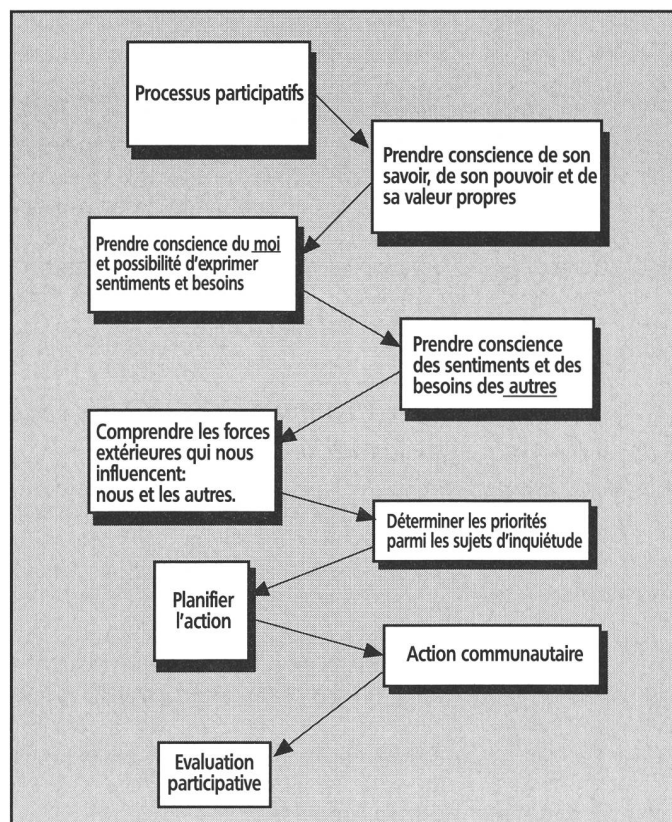 Processus participatifs
Prendre conscience de son
savoir, de son pouvoir et de
sa valeur propres
Prendre conscience du moi
et possibilité d'exprimer
sentiments et besoins
Prendre conscience
des sentiments et des
besoins des autres
Comprendre les forces
extérieures qui nous
influencent:
nous et les autres.
Déterminer les priorités
parmi les sujets d'inquiétude
Planifier
l'action
Action communautaire
Evaluation
participative